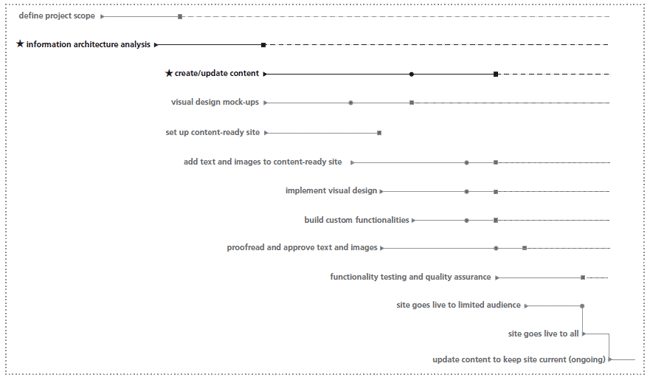 define project scope
★ information architecture analysis
★ create/update content
visual design mock-ups
set up content-ready site
add text and images to content-ready site
implement visual design
build custom functionalities
proofread and approve text and images
functionality testing and quality assurance
site goes live to limited audience
site goes live to all
update content to keep site current (ongoing)